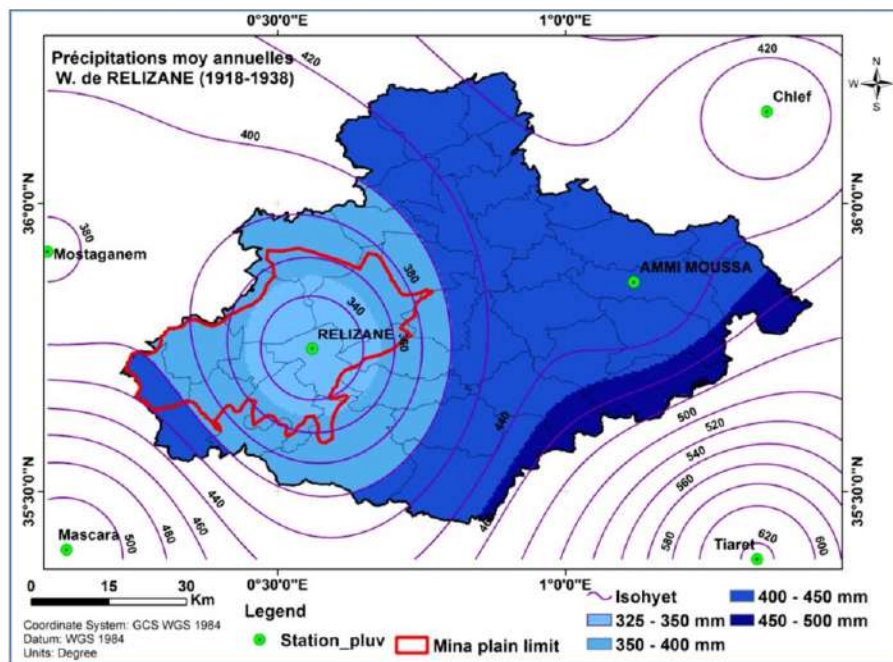 0°30'0"E
1°0'0"E
Précipitations moy annuelles
W. de RELIZANE (1918-1938)
420
420
N
W
E
S
Chlef
400
36°0'0"N
36°0'0"N
380
Mostaganem
380
AMMI MOUSSA
340
RELIZANE
360
440
500
520
540
560
440
460
480
500
460
580
600
620
35°30'0"N
35°30'0"N
Mascara
Tiaret
0°30'0"E
1°0'0"E
0 15 30
Km
Coordinate System: GCS WGS 1984
Datum: WGS 1984
Units: Degree
Legend
Station_pluv
Mina plain limit
Isohyet
325 - 350 mm
350 - 400 mm
400 - 450 mm
450 - 500 mm